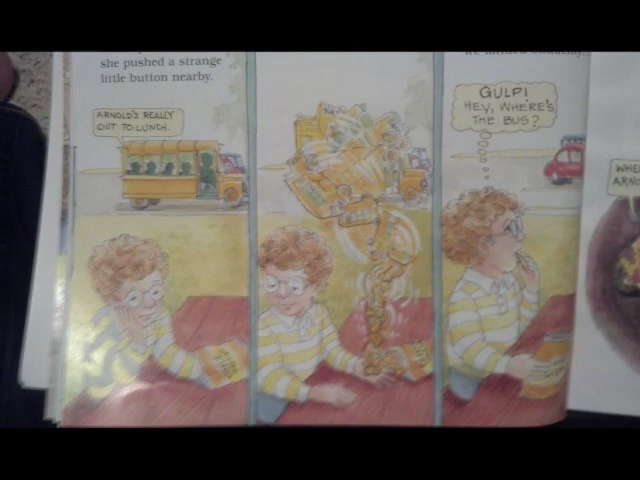 she pushed a strange
little button nearby.
ARNOLD'S REALLY
OUT TO LUNCH.
GULP!
HEY, WHERE'S
THE BUS?